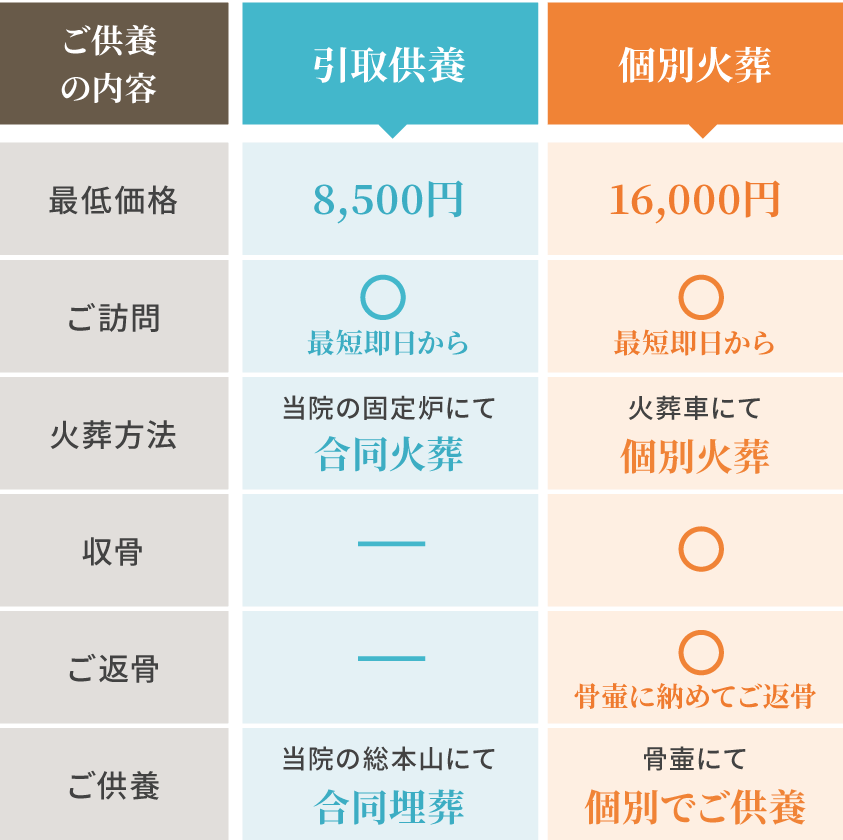 ご供養
の内容
引取供養
個別火葬
最低価格
8,500円
16,000円
ご訪問
○
最短即日から
○
最短即日から
火葬方法
当院の固定炉にて
合同火葬
火葬車にて
個別火葬
収骨
―
○
ご返骨
―
○
骨壷に納めてご返骨
ご供養
当院の総本山にて
合同埋葬
骨壷にて
個別でご供養